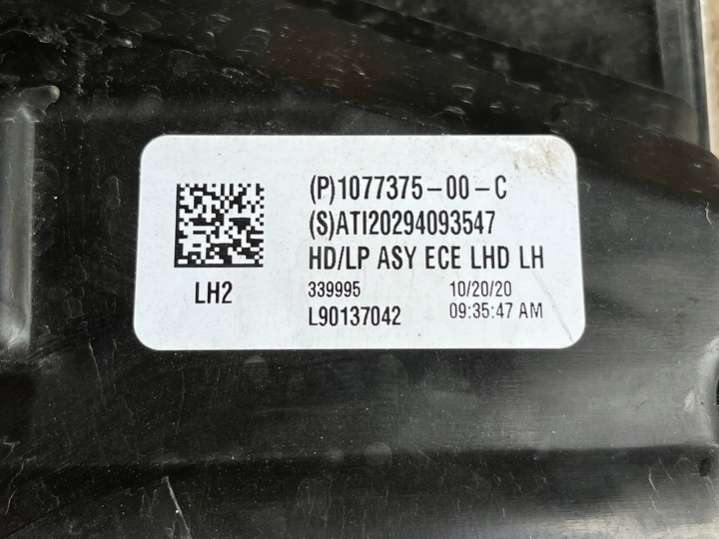 (P)1077375-00-C
(S)ATI20294093547
HD/LP ASY ECE LHD LH
LH2
339995 10/20/20
L90137042 09:35:47 AM